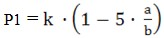 P1 = k · (1 − 5 · a/b)